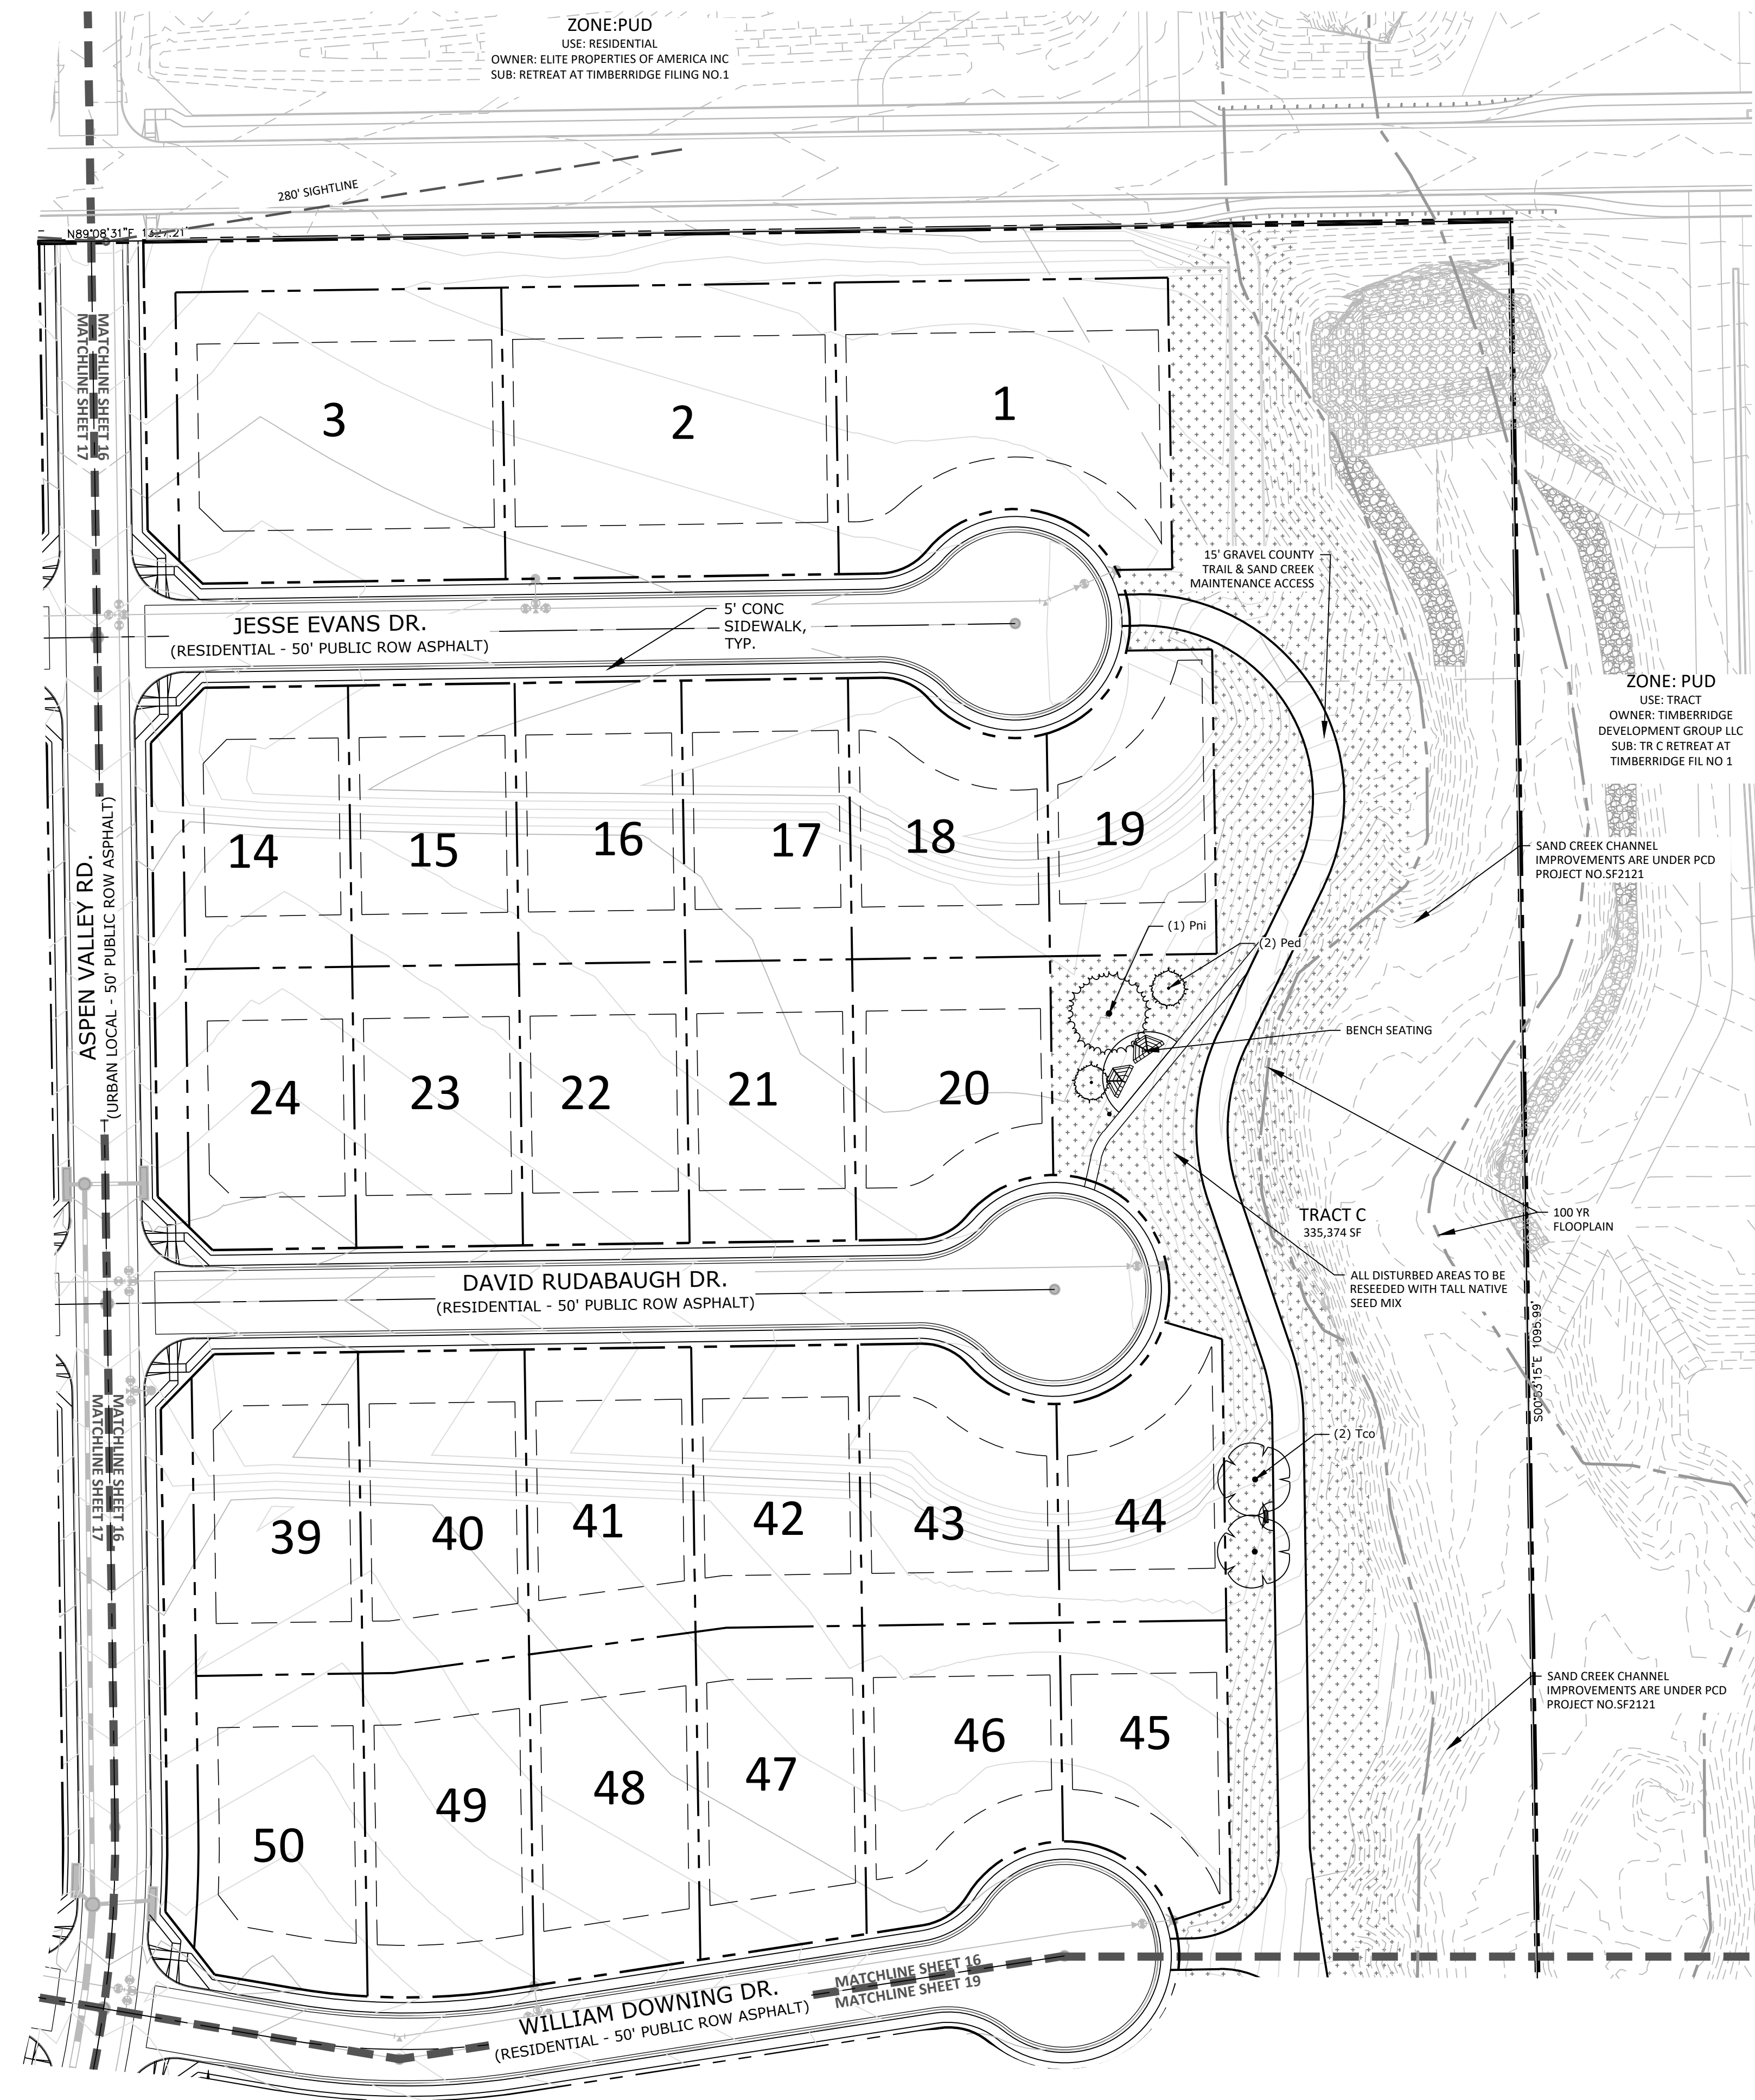 ZONE:PUD
USE: RESIDENTIAL
OWNER: ELITE PROPERTIES OF AMERICA INC
SUB: RETREAT AT TIMBERRIDGE FILING NO.1
280' SIGHTLINE
N89°08'31"E 1327.21'
MATCHLINE SHEET 16
MATCHLINE SHEET 17
3
2
1
15' GRAVEL COUNTY
TRAIL & SAND CREEK
MAINTENANCE ACCESS
JESSE EVANS DR.
(RESIDENTIAL - 50' PUBLIC ROW ASPHALT)
5' CONC
SIDEWALK,
TYP.
ZONE: PUD
USE: TRACT
OWNER: TIMBERRIDGE
DEVELOPMENT GROUP LLC
SUB: TR C RETREAT AT
TIMBERRIDGE FIL NO 1
14
15
16
17
18
19
SAND CREEK CHANNEL
IMPROVEMENTS ARE UNDER PCD
PROJECT NO.SF2121
ASPEN VALLEY RD.
(URBAN LOCAL - 50' PUBLIC ROW ASPHALT)
(1) Pni
(2) Ped
BENCH SEATING
24
23
22
21
20
100 YR
FLOOPLAIN
TRACT C
335,374 SF
ALL DISTURBED AREAS TO BE
RESEEDED WITH TALL NATIVE
SEED MIX
DAVID RUDABAUGH DR.
(RESIDENTIAL - 50' PUBLIC ROW ASPHALT)
S00°53'15"E 1095.99'
MATCHLINE SHEET 16
MATCHLINE SHEET 17
(2) Tco
39
40
41
42
43
44
SAND CREEK CHANNEL
IMPROVEMENTS ARE UNDER PCD
PROJECT NO.SF2121
50
49
48
47
46
45
MATCHLINE SHEET 16
MATCHLINE SHEET 19
WILLIAM DOWNING DR.
(RESIDENTIAL - 50' PUBLIC ROW ASPHALT)